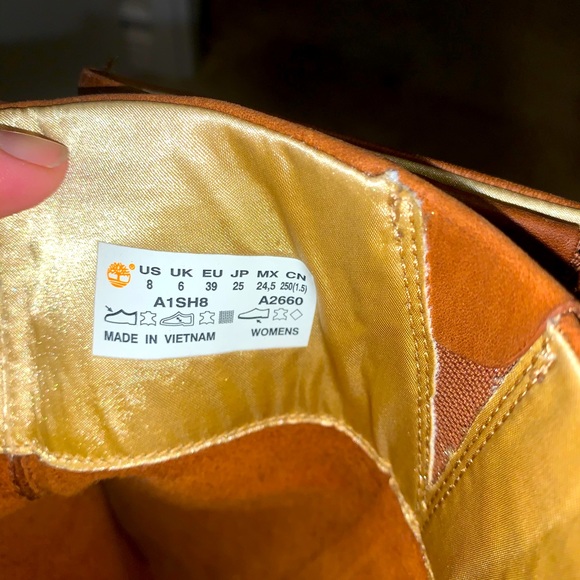 US UK EU JP MX CN
8 6 39 25 24,5 250(1.5)
A1SH8 A2660
MADE IN VIETNAM WOMENS